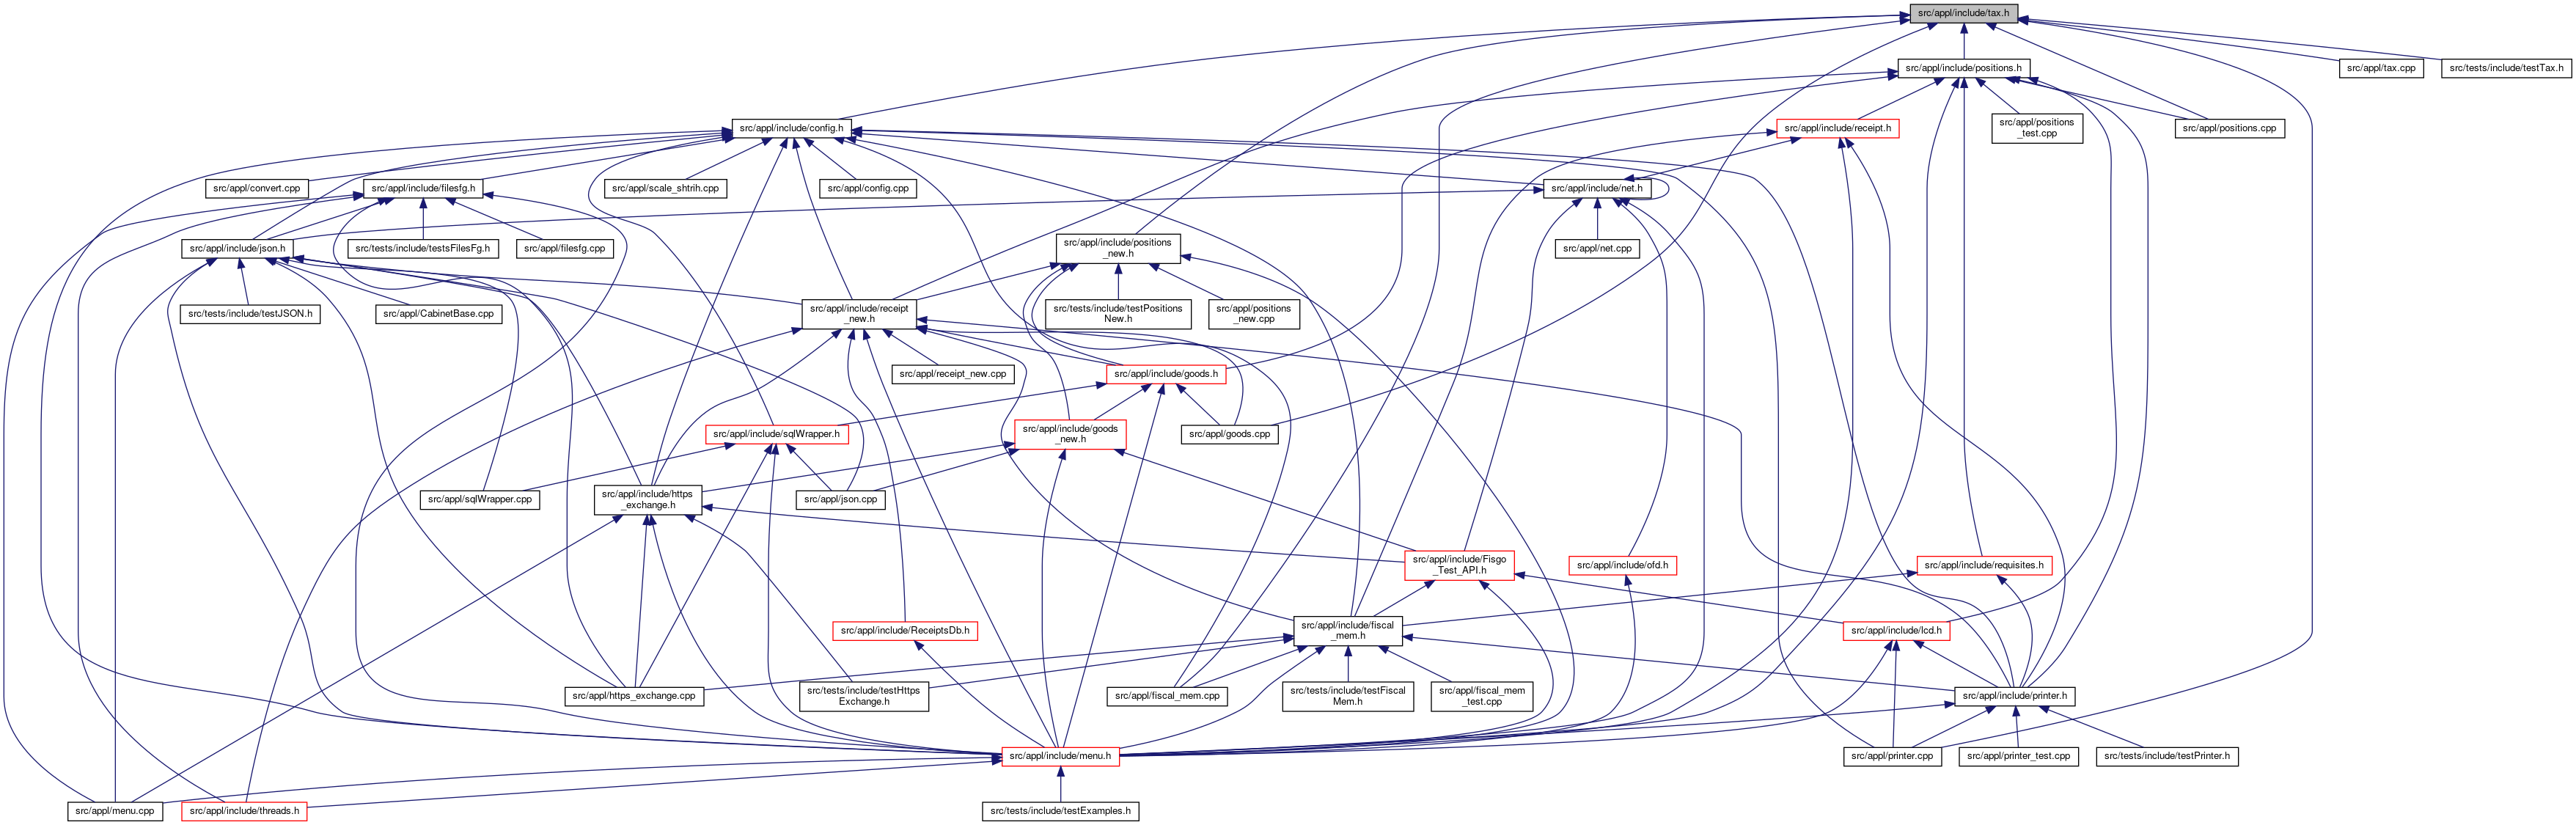 src/appl/include/tax.h
src/appl/include/positions.h
src/appl/tax.cpp
src/tests/include/testTax.h
src/appl/include/config.h
src/appl/include/receipt.h
src/appl/positions
_test.cpp
src/appl/positions.cpp
src/appl/convert.cpp
src/appl/include/filesfg.h
src/appl/scale_shtrih.cpp
src/appl/config.cpp
src/appl/include/net.h
src/appl/include/json.h
src/tests/include/testsFilesFg.h
src/appl/filesfg.cpp
src/appl/include/positions
_new.h
src/appl/net.cpp
src/tests/include/testJSON.h
src/appl/CabinetBase.cpp
src/appl/include/receipt
_new.h
src/tests/include/testPositions
New.h
src/appl/positions
_new.cpp
src/appl/receipt_new.cpp
src/appl/include/goods.h
src/appl/include/sqlWrapper.h
src/appl/include/goods
_new.h
src/appl/goods.cpp
src/appl/sqlWrapper.cpp
src/appl/include/https
_exchange.h
src/appl/json.cpp
src/appl/include/Fisgo
_Test_API.h
src/appl/include/ofd.h
src/appl/include/requisites.h
src/appl/include/ReceiptsDb.h
src/appl/include/fiscal
_mem.h
src/appl/include/lcd.h
src/appl/https_exchange.cpp
src/tests/include/testHttps
Exchange.h
src/appl/fiscal_mem.cpp
src/tests/include/testFiscal
Mem.h
src/appl/fiscal_mem
_test.cpp
src/appl/include/printer.h
src/appl/include/menu.h
src/appl/printer.cpp
src/appl/printer_test.cpp
src/tests/include/testPrinter.h
src/appl/menu.cpp
src/appl/include/threads.h
src/tests/include/testExamples.h